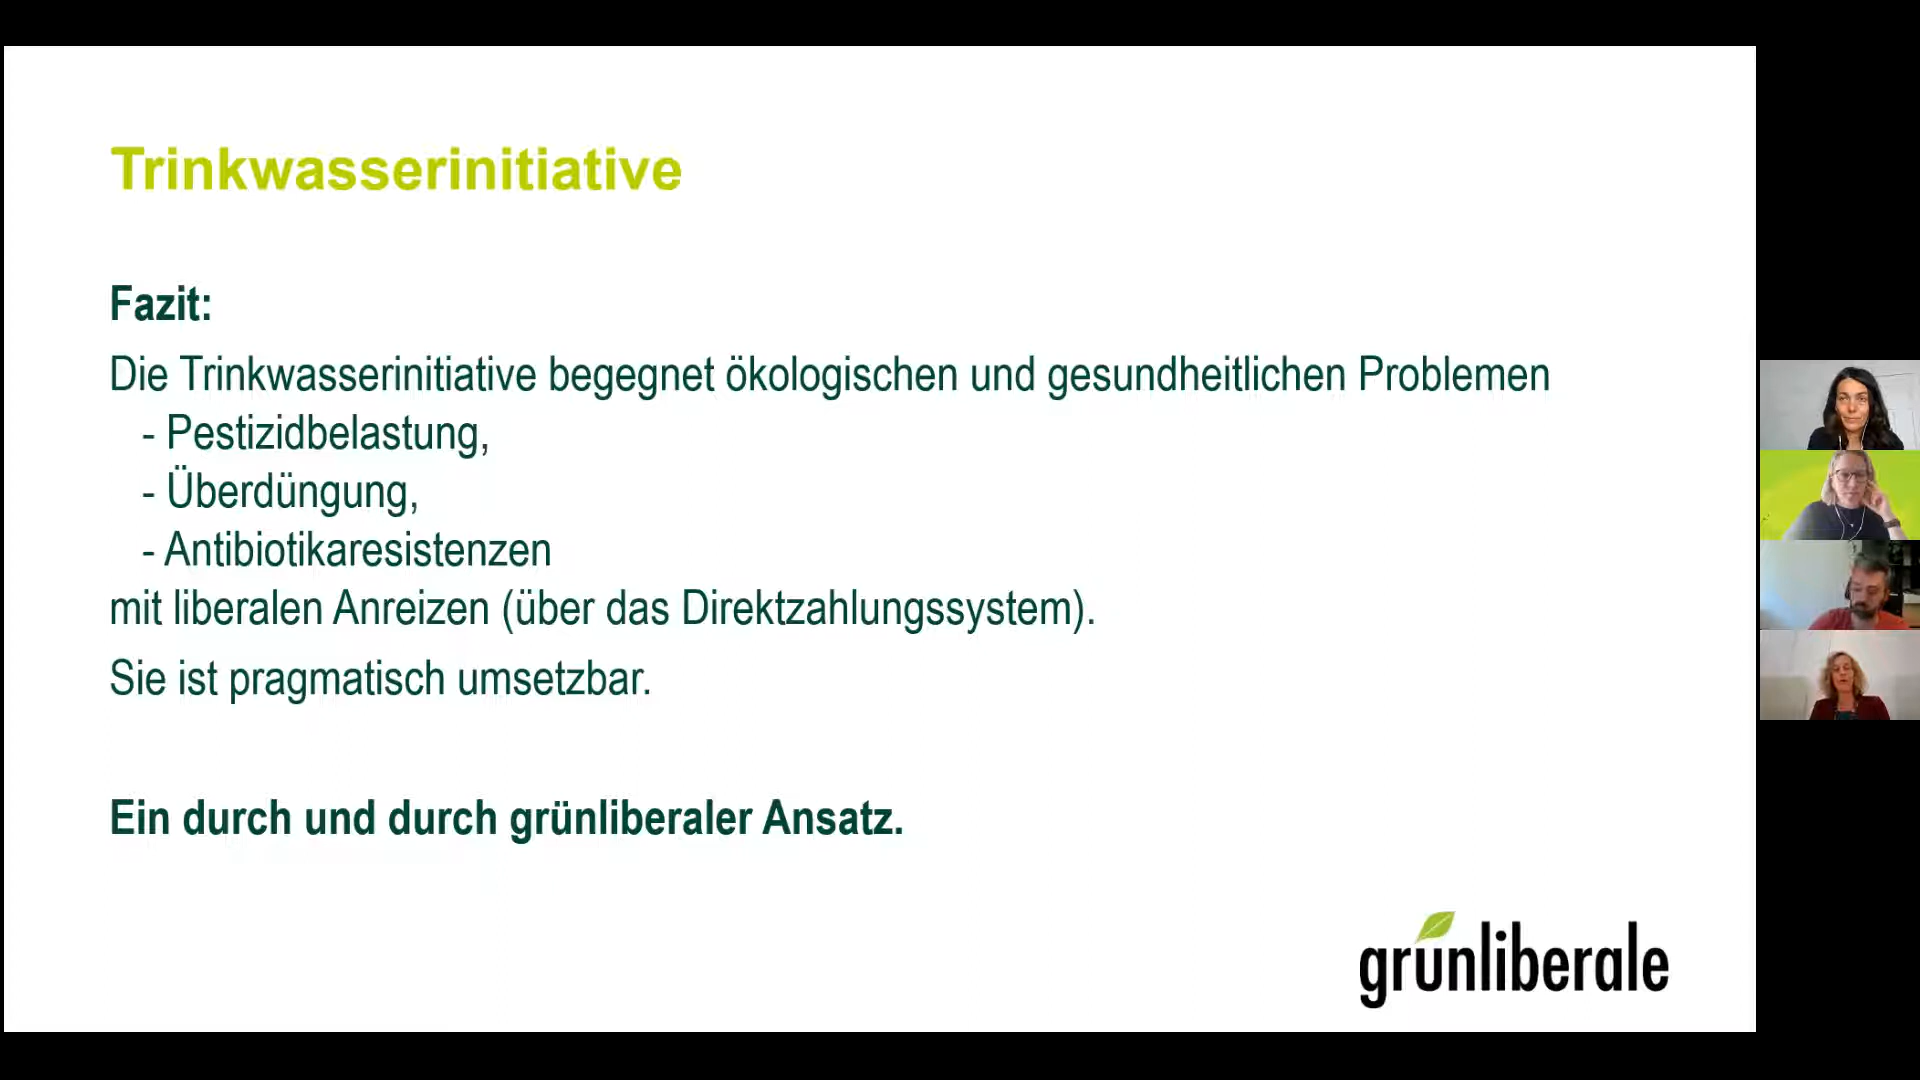 Trinkwasserinitiative
Fazit:
Die Trinkwasserinitiative begegnet ökologischen und gesundheitlichen Problemen
- Pestizidbelastung,
- Überdüngung,
- Antibiotikaresistenzen
mit liberalen Anreizen (über das Direktzahlungssystem).
Sie ist pragmatisch umsetzbar.
Ein durch und durch grünliberaler Ansatz.
grünliberale